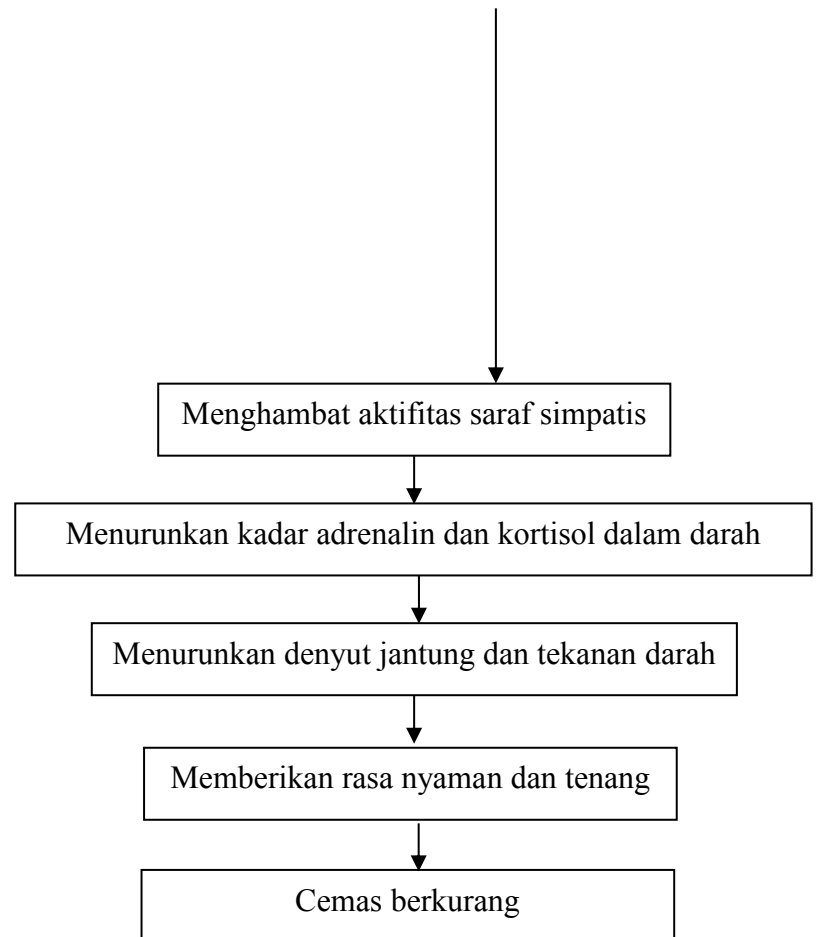 Menghambat aktifitas saraf simpatis
Menurunkan kadar adrenalin dan kortisol dalam darah
Menurunkan denyut jantung dan tekanan darah
Memberikan rasa nyaman dan tenang
Cemas berkurang